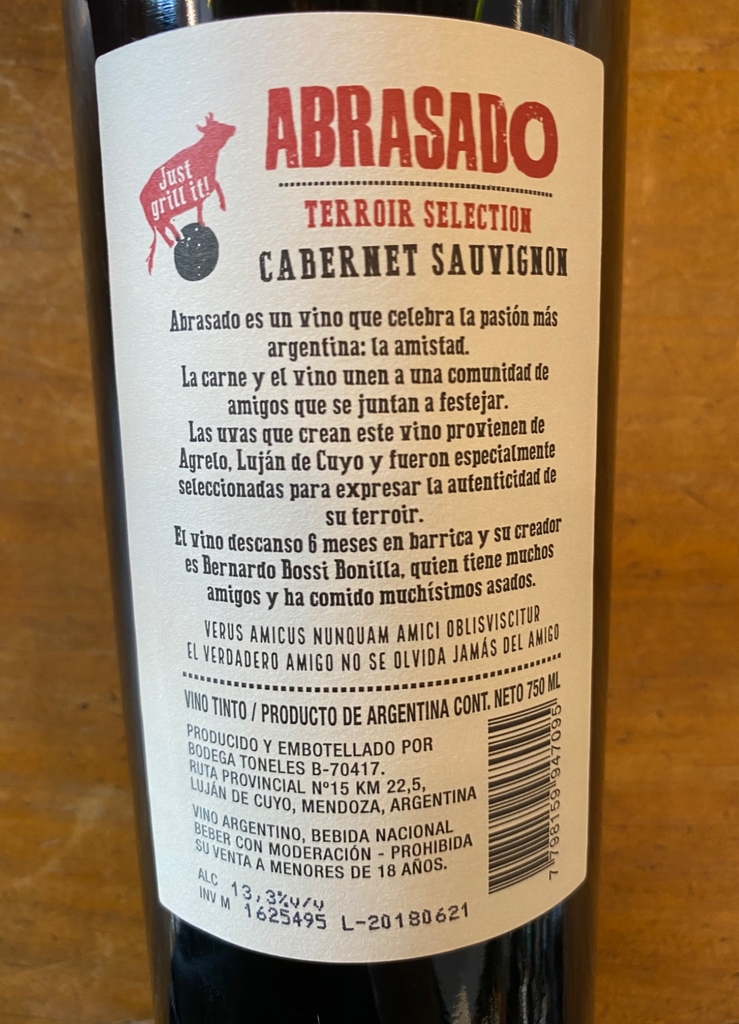 ABRASADO
Just
grill it!
TERROIR SELECTION
CABERNET SAUVIGNON
Abrasado es un vino que celebra la pasión más
argentina: la amistad.
La carne y el vino unen a una comunidad de
amigos que se juntan a festejar.
Las uvas que crean este vino provienen de
Agrelo, Luján de Cuyo y fueron especialmente
seleccionadas para expresar la autenticidad de
su terroir.
El vino descanso 6 meses en barrica y su creador
es Bernardo Bossi Bonilla, quien tiene muchos
amigos y ha comido muchísimos asados.
VERUS AMICUS NUNQUAM AMICI OBLISVISCITUR
EL VERDADERO AMIGO NO SE OLVIDA JAMÁS DEL AMIGO
VINO TINTO / PRODUCTO DE ARGENTINA CONT. NETO 750 ML
PRODUCIDO Y EMBOTELLADO POR
BODEGA TONELES B-70417.
RUTA PROVINCIAL Nº15 KM 22,5,
LUJÁN DE CUYO, MENDOZA, ARGENTINA
VINO ARGENTINO, BEBIDA NACIONAL
BEBER CON MODERACIÓN - PROHIBIDA
SU VENTA A MENORES DE 18 AÑOS.
ALC 13,3%v/v
INV M 1625495 L-20180621
7 798159 947095